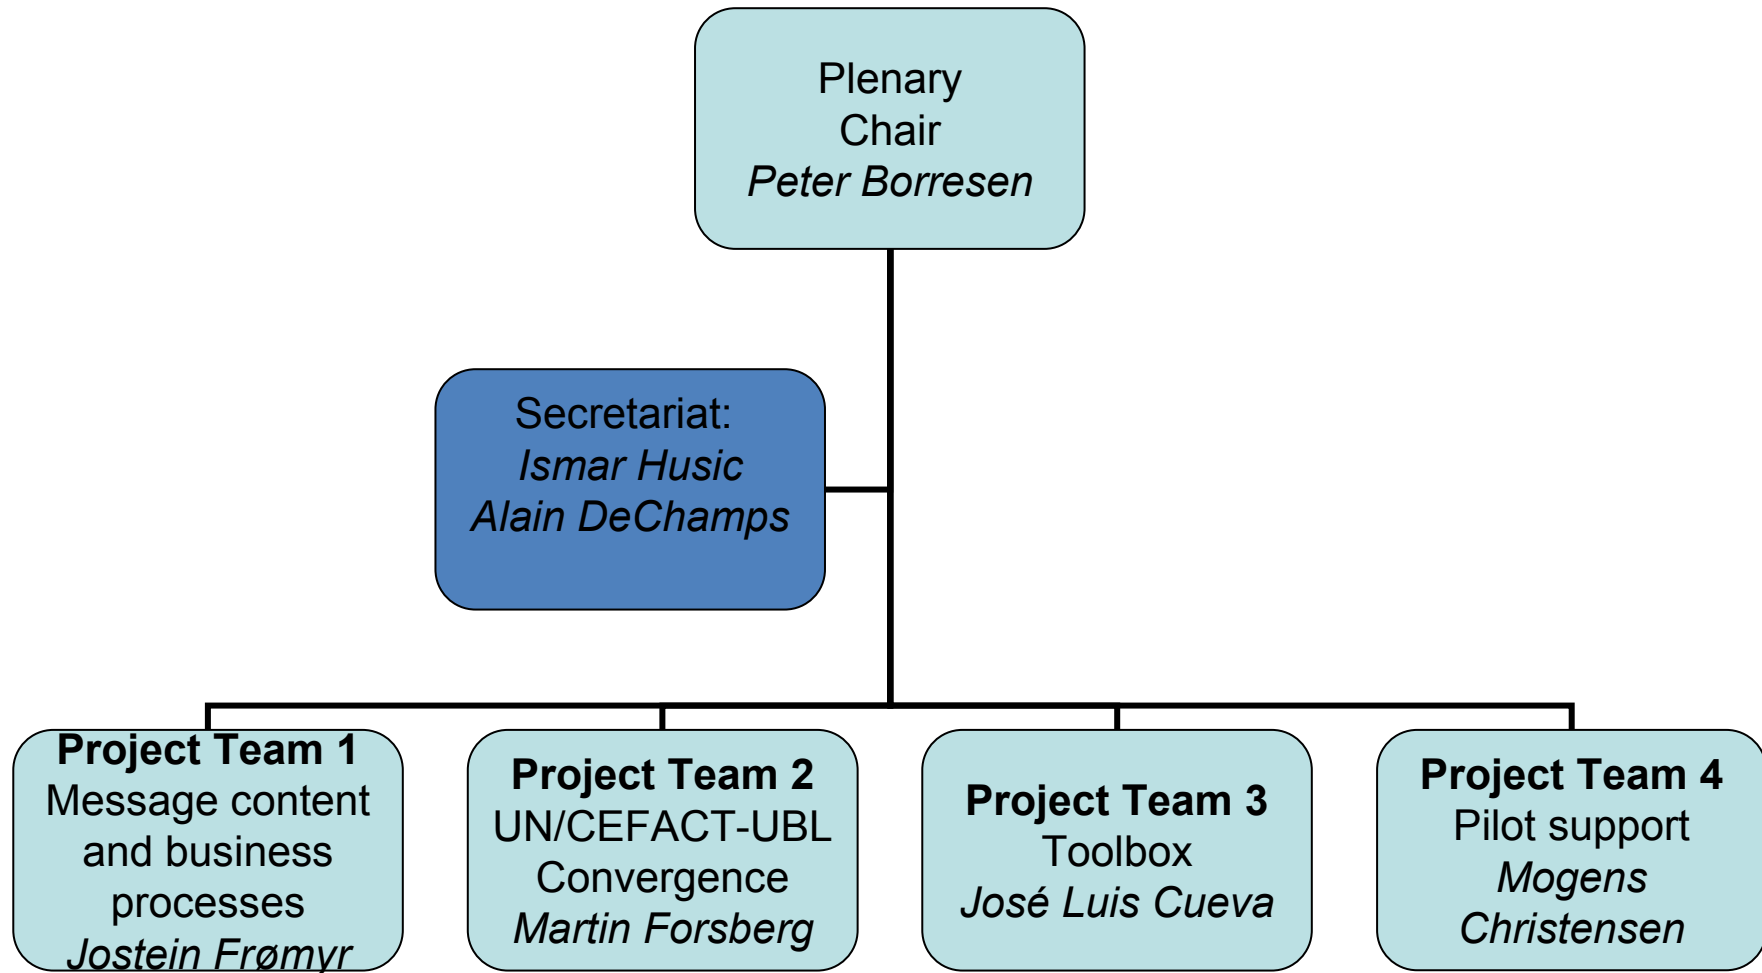 Plenary
Chair
Peter Borresen
Secretariat:
Ismar Husic
Alain DeChamps
Project Team 1
Message content
and business
processes
Jostein Frømyr
Project Team 2
UN/CEFACT-UBL
Convergence
Martin Forsberg
Project Team 3
Toolbox
José Luis Cueva
Project Team 4
Pilot support
Mogens
Christensen